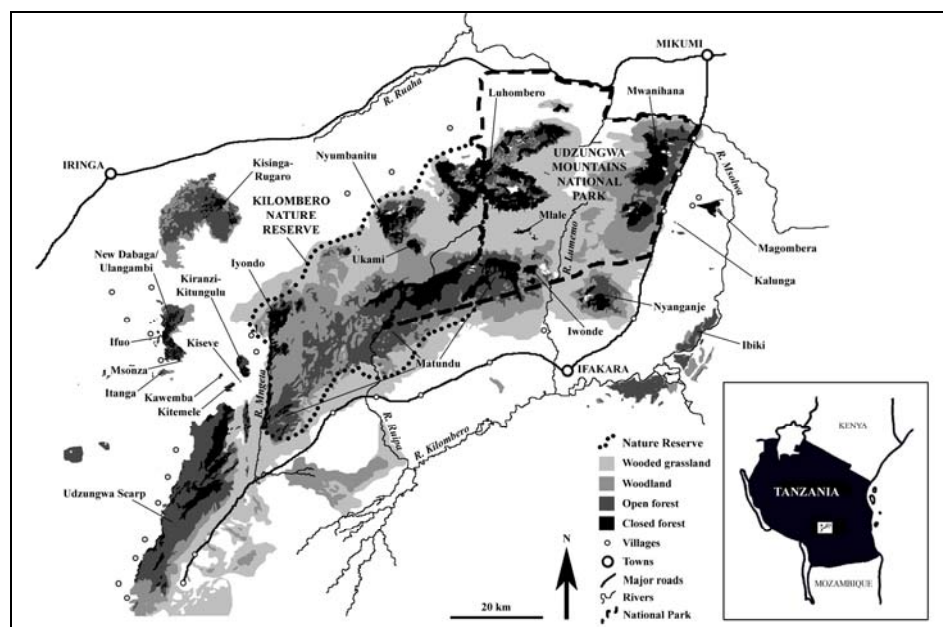 MIKUMI
Luhombero
Mwanihana
R. Ruaha
UDZUNGWA
MOUNTAINS
NATIONAL
PARK
R. Msolwa
IRINGA
Kisinga-
Rugaro
Nyumbanitu
KILOMBERO
NATURE
RESERVE
Mlale
R. Lumemo
Magombera
Ukami
New Dabaga/
Ulangambi
Kiranzi-
Kitungulu
Iyondo
Kalunga
Nyanganje
Iwonde
Ifuo
Kiseve
Ibiki
Msonza
Matundu
IFAKARA
Itanga
Kawemba
Kitemele
R. Mngeta
R. Ruipa
R. Kilombero
Udzungwa Scarp
Nature Reserve
Wooded grassland
Woodland
Open forest
Closed forest
Villages
Towns
Major roads
Rivers
National Park
N
20 km
KENYA
TANZANIA
MOZAMBIQUE